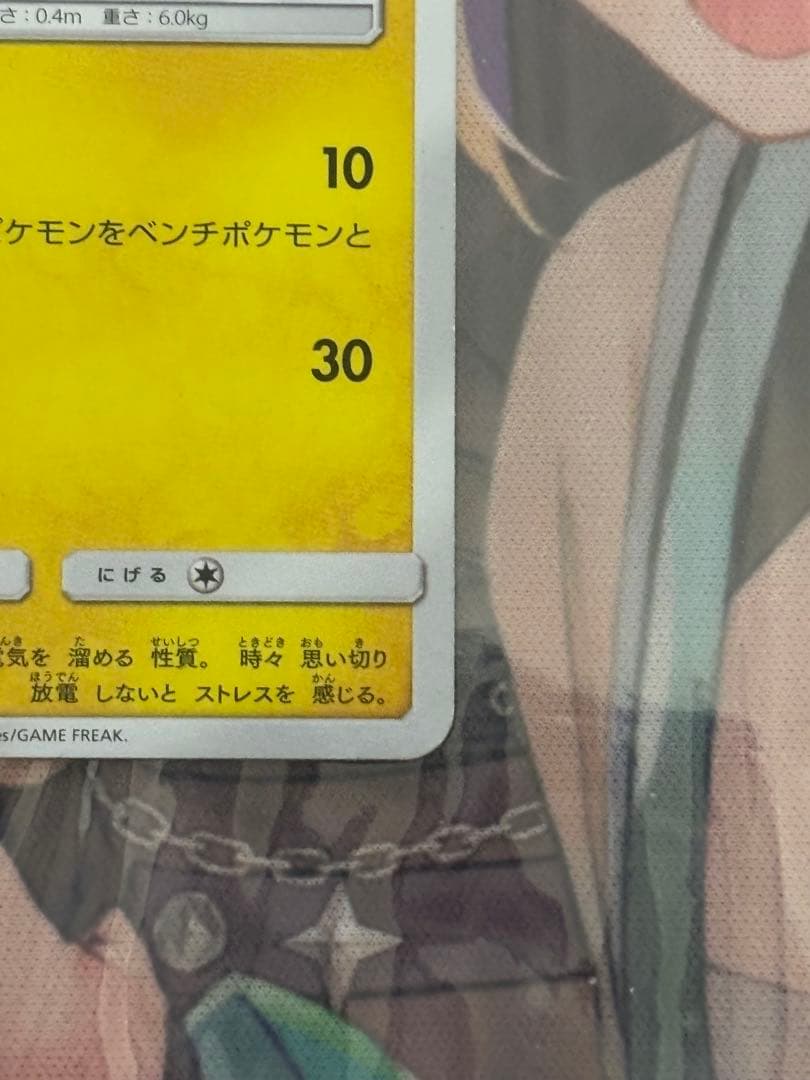 さ：0.4m 重さ：6.0kg
10
ケモンをベンチポケモンと
30
にげる
気を 溜める 性質。 時々 思い切り
放電 しないと ストレスを 感じる。
es/GAME FREAK.